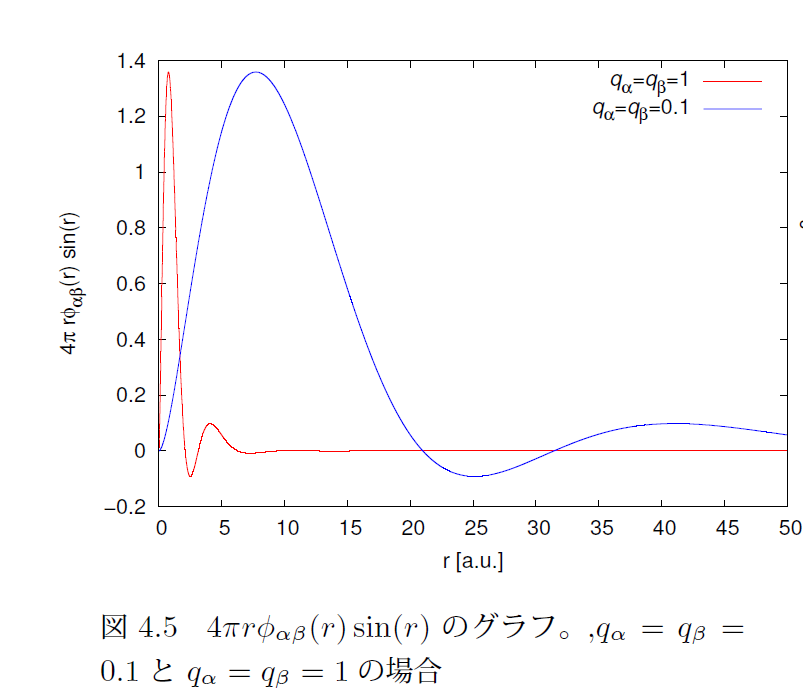 1.4
1.2
1
0.8
0.6
0.4
0.2
0
−0.2
4π rϕαβ(r) sin(r)
qα=qβ=1
qα=qβ=0.1
0 5 10 15 20 25 30 35 40 45 50
r [a.u.]
図 4.5 4πrϕαβ(r) sin(r) のグラフ。,qα = qβ =
0.1 と qα = qβ = 1 の場合